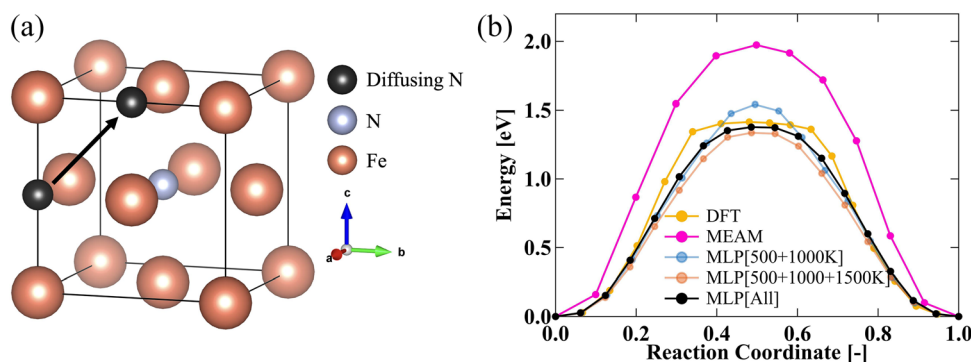 (a)
Diffusing N
N
Fe
c
a
b
(b)
Energy [eV]
2.0
1.5
1.0
0.5
0.0
DFT
MEAM
MLP[500+1000K]
MLP[500+1000+1500K]
MLP[All]
0.0 0.2 0.4 0.6 0.8 1.0
Reaction Coordinate [-]